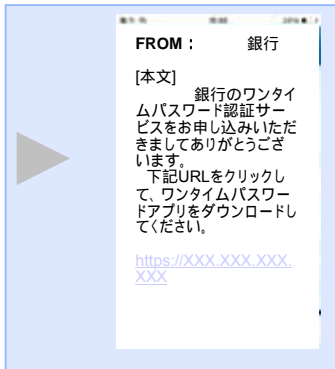 FROM： 銀行
[本文]
銀行のワンタイ
ムパスワード認証サー
ビスをお申し込みいただ
きましてありがとうござ
います。
下記URLをクリックし
て、ワンタイムパスワー
ドアプリをダウンロードし
てください。
https://XXX.XXX.XXX.
XXX